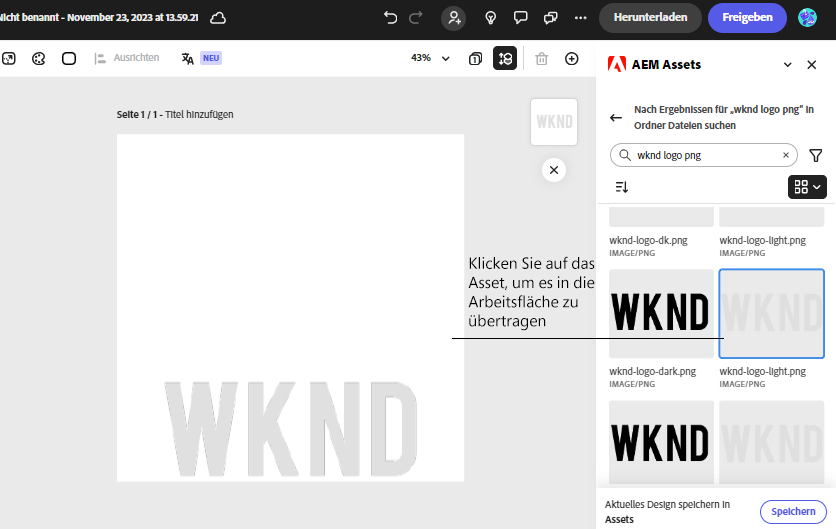 Nicht benannt - November 23, 2023 at 13.59.21
Herunterladen
Freigeben
Ausrichten
NEU
43%
1
AEM Assets
Seite 1 / 1 - Titel hinzufügen
WKND
Nach Ergebnissen für „wknd logo png“ in
Ordner Dateien suchen
wknd logo png
wknd-logo-dk.png
IMAGE/PNG
wknd-logo-light.png
IMAGE/PNG
Klicken Sie auf das
Asset, um es in die
Arbeitsfläche zu
übertragen
WKND
WKND
wknd-logo-dark.png
IMAGE/PNG
wknd-logo-light.png
IMAGE/PNG
WKND
WKND
WKND
Aktuelles Design speichern in
Assets
Speichern